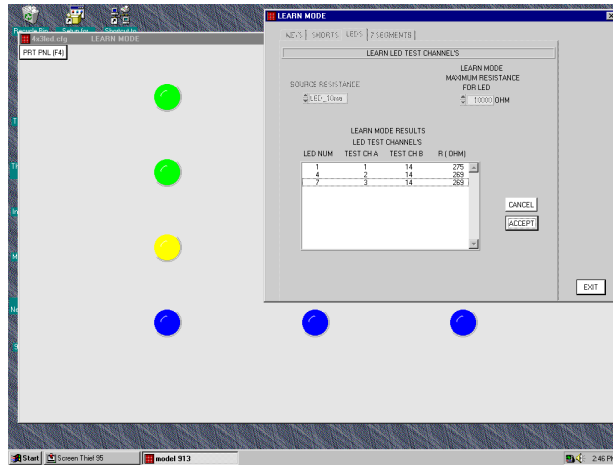 Recycle Bin
4x3led.cfg LEARN MODE
PRT PNL (F4)
LEARN MODE
KEYS SHORTS LEDS 7 SEGMENTS
LEARN LED TEST CHANNEL'S
SOURCE RESISTANCE
LED_10ma
LEARN MODE
MAXIMUM RESISTANCE
FOR LED
10000 OHM
LEARN MODE RESULTS
LED TEST CHANNEL'S
LED NUM TEST CH A TEST CH B R ( OHM)
1 1 14 275
4 2 14 269
7 3 14 269
CANCEL
ACCEPT
EXIT
Start Screen Thief 95 model 913 2:46 PM